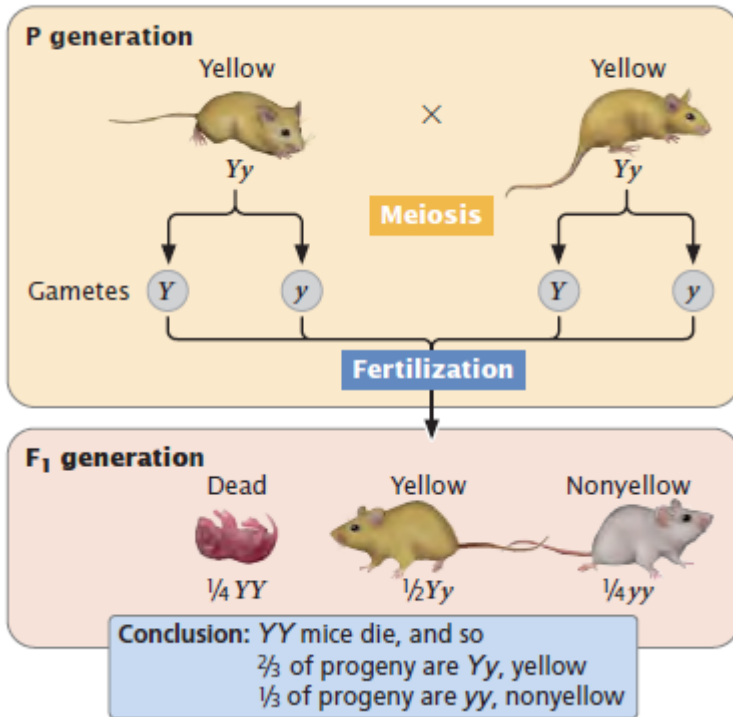 P generation
Yellow Yellow
×
Yy Yy
Meiosis
Gametes Y y Y y
Fertilization
F₁ generation
Dead Yellow Nonyellow
¼ YY ½Yy ¼ yy
Conclusion: YY mice die, and so
⅔ of progeny are Yy, yellow
⅓ of progeny are yy, nonyellow